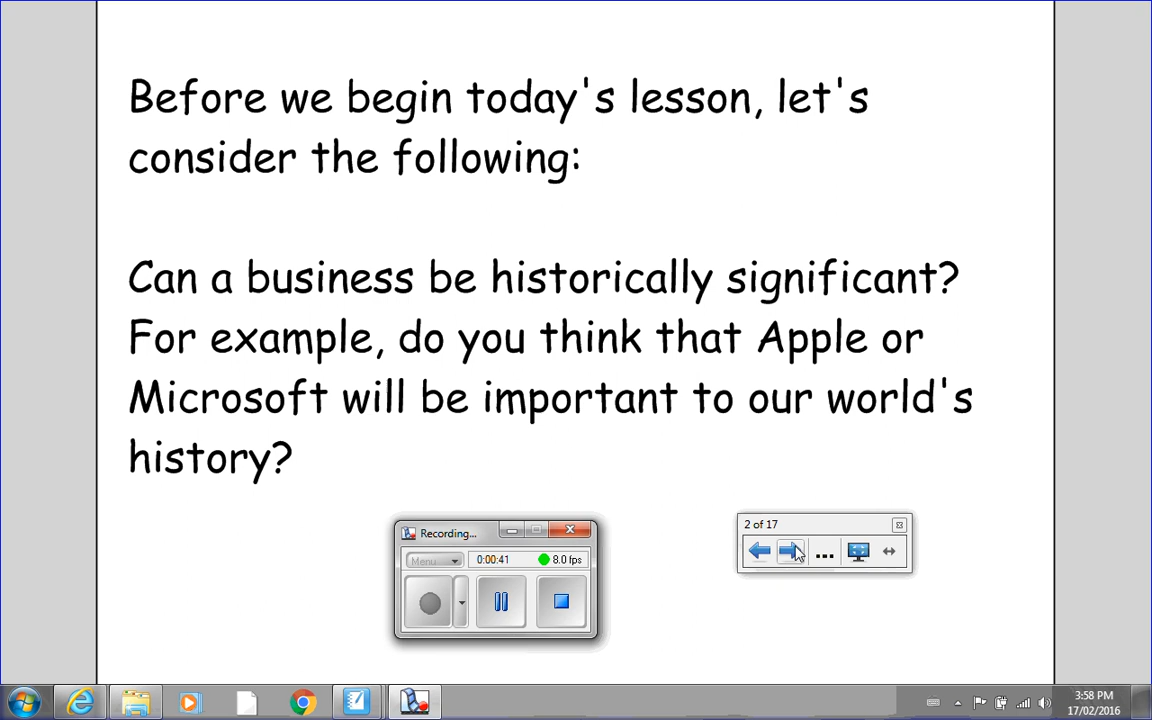 Before we begin today's lesson, let's
consider the following:
Can a business be historically significant?
For example, do you think that Apple or
Microsoft will be important to our world's
history?
Recording...
Menu
0:00:41
8.0 fps
2 of 17
...
3:58 PM
17/02/2016